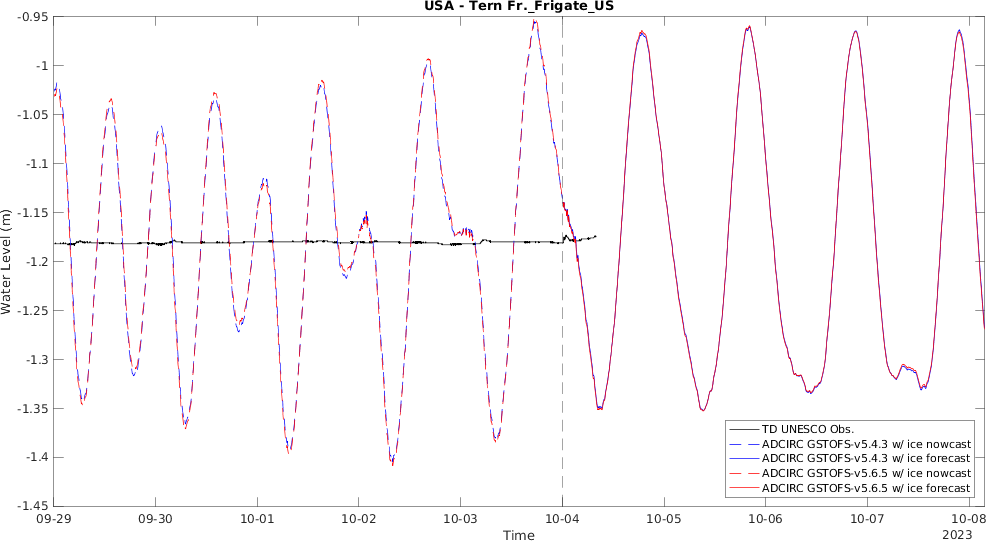 USA - Tern Fr._Frigate_US
-0.95
-1
-1.05
-1.1
-1.15
-1.2
-1.25
-1.3
-1.35
-1.4
-1.45
Water Level (m)
TD UNESCO Obs.
ADCIRC GSTOFS-v5.4.3 w/ ice nowcast
ADCIRC GSTOFS-v5.4.3 w/ ice forecast
ADCIRC GSTOFS-v5.6.5 w/ ice nowcast
ADCIRC GSTOFS-v5.6.5 w/ ice forecast
09-29 09-30 10-01 10-02 10-03 10-04 10-05 10-06 10-07 10-08
Time
2023